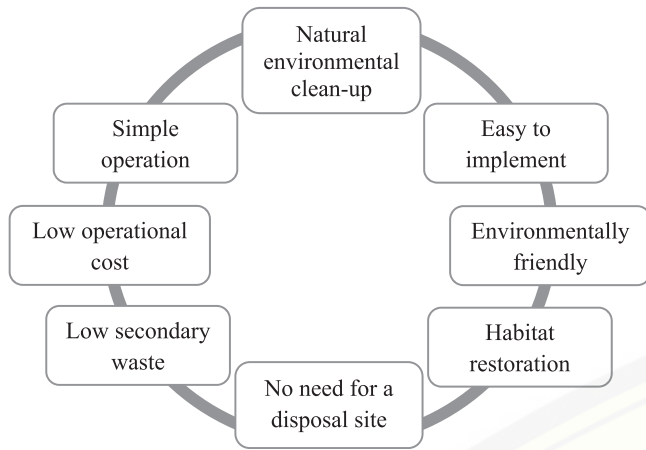 Natural
environmental
clean-up
Easy to
implement
Environmentally
friendly
Habitat
restoration
No need for a
disposal site
Low secondary
waste
Low operational
cost
Simple
operation